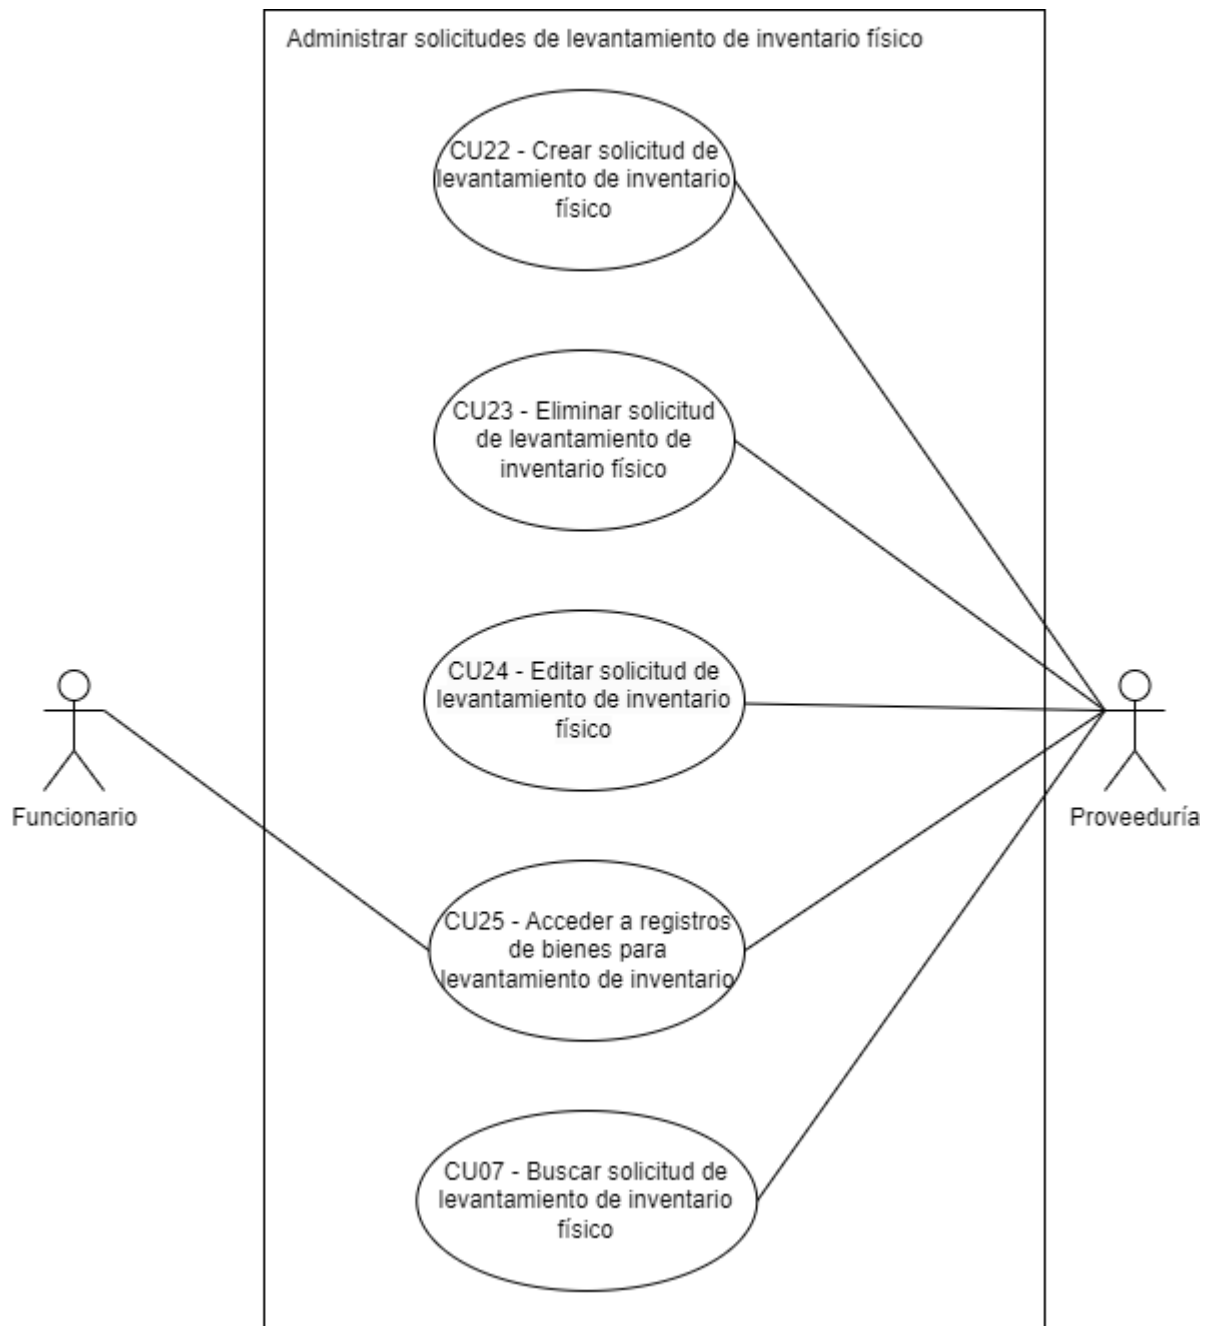 Administrar solicitudes de levantamiento de inventario físico
CU22 - Crear solicitud de
levantamiento de inventario
físico
CU23 - Eliminar solicitud
de levantamiento de
inventario físico
CU24 - Editar solicitud de
levantamiento de inventario
físico
Funcionario
Proveeduría
CU25 - Acceder a registros
de bienes para
levantamiento de inventario
CU07 - Buscar solicitud de
levantamiento de inventario
físico